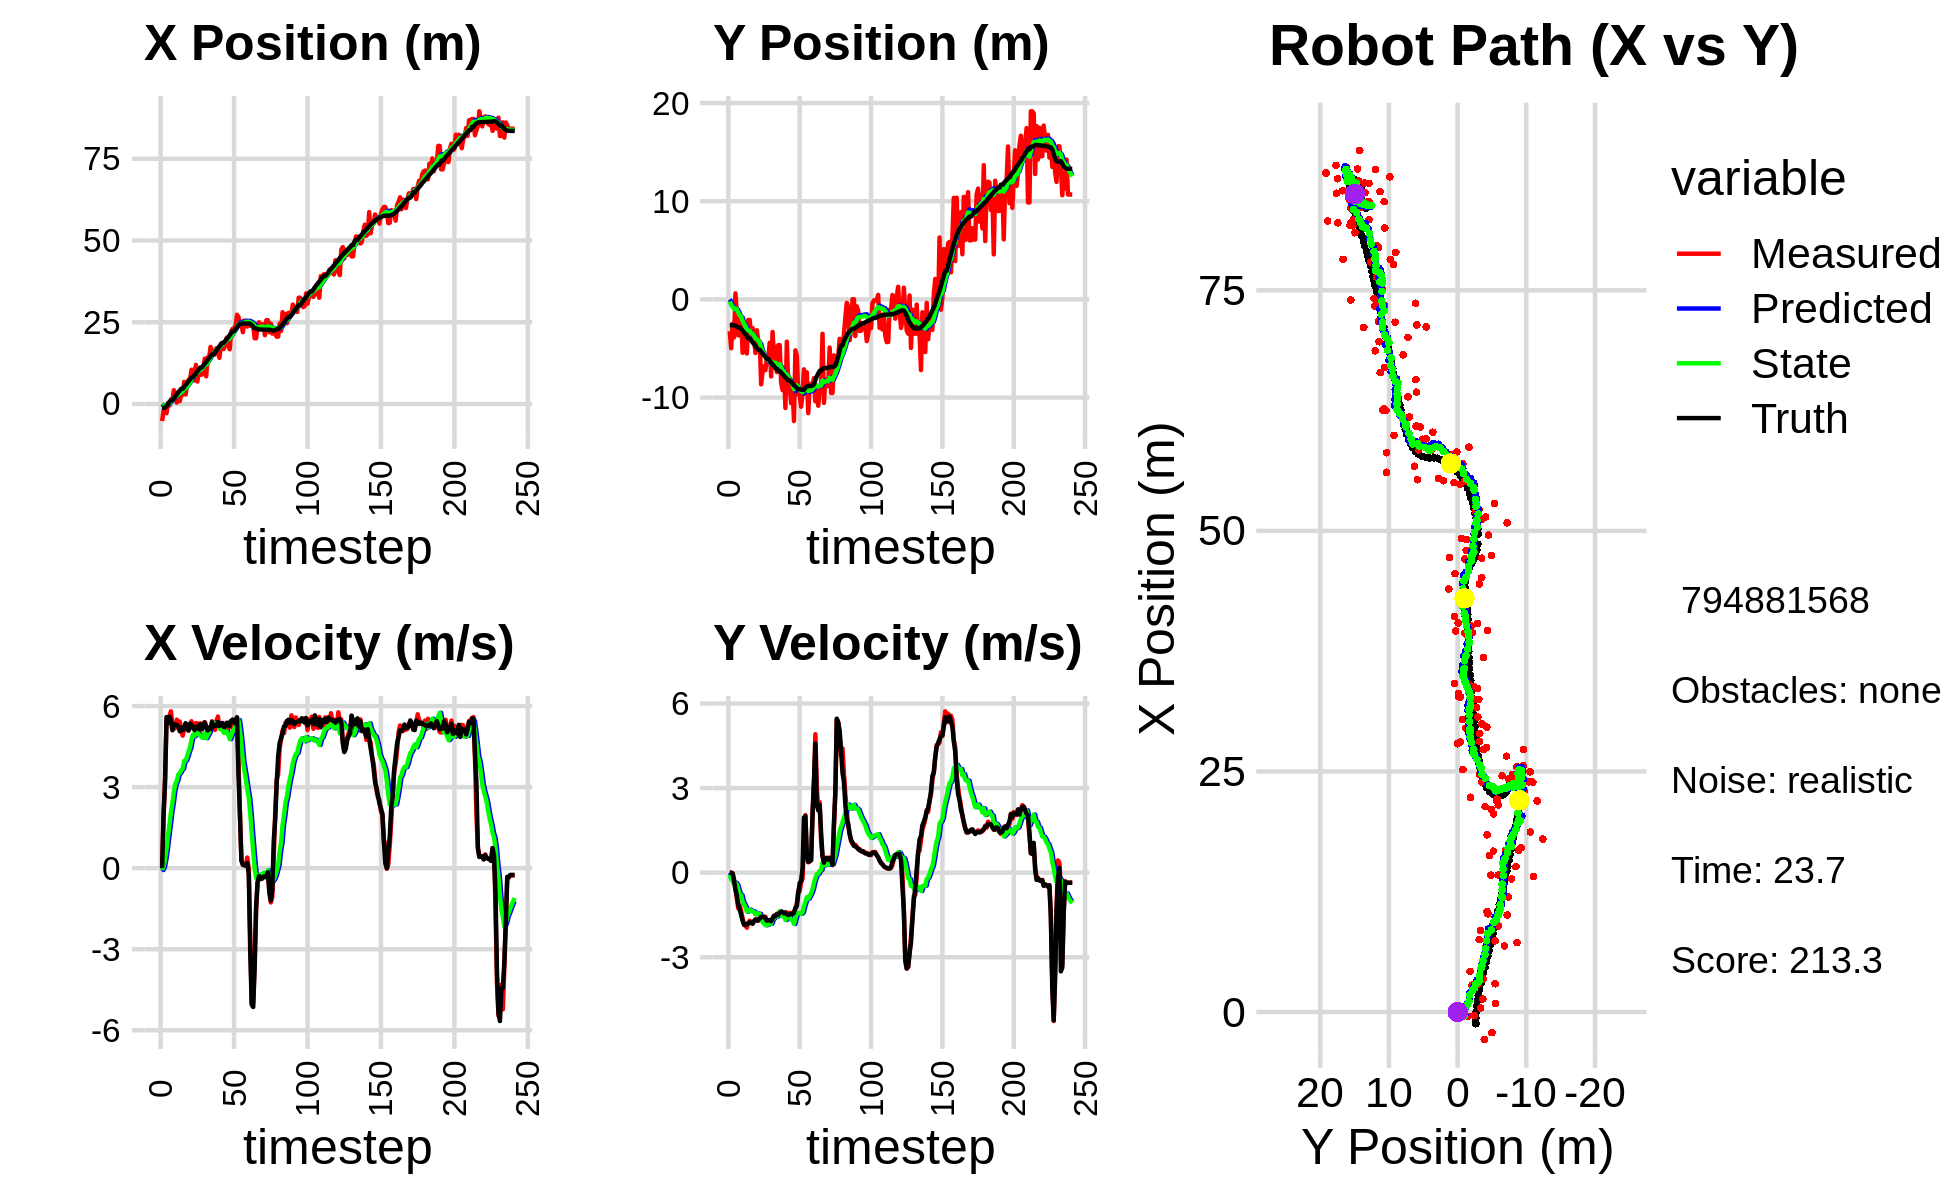 X Position (m)
75
50
25
0
0 50 100 150 200 250
timestep
Y Position (m)
20
10
0
-10
0 50 100 150 200 250
timestep
X Velocity (m/s)
6
3
0
-3
-6
0 50 100 150 200 250
timestep
Y Velocity (m/s)
6
3
0
-3
0 50 100 150 200 250
timestep
Robot Path (X vs Y)
X Position (m)
75
50
25
0
20 10 0 -10 -20
Y Position (m)
variable
Measured
Predicted
State
Truth
794881568
Obstacles: none
Noise: realistic
Time: 23.7
Score: 213.3